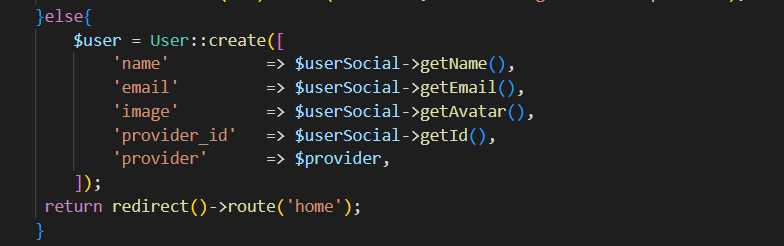 }else{
$user = User::create([
'name' => $userSocial->getName(),
'email' => $userSocial->getEmail(),
'image' => $userSocial->getAvatar(),
'provider_id' => $userSocial->getId(),
'provider' => $provider,
]);
return redirect()->route('home');
}